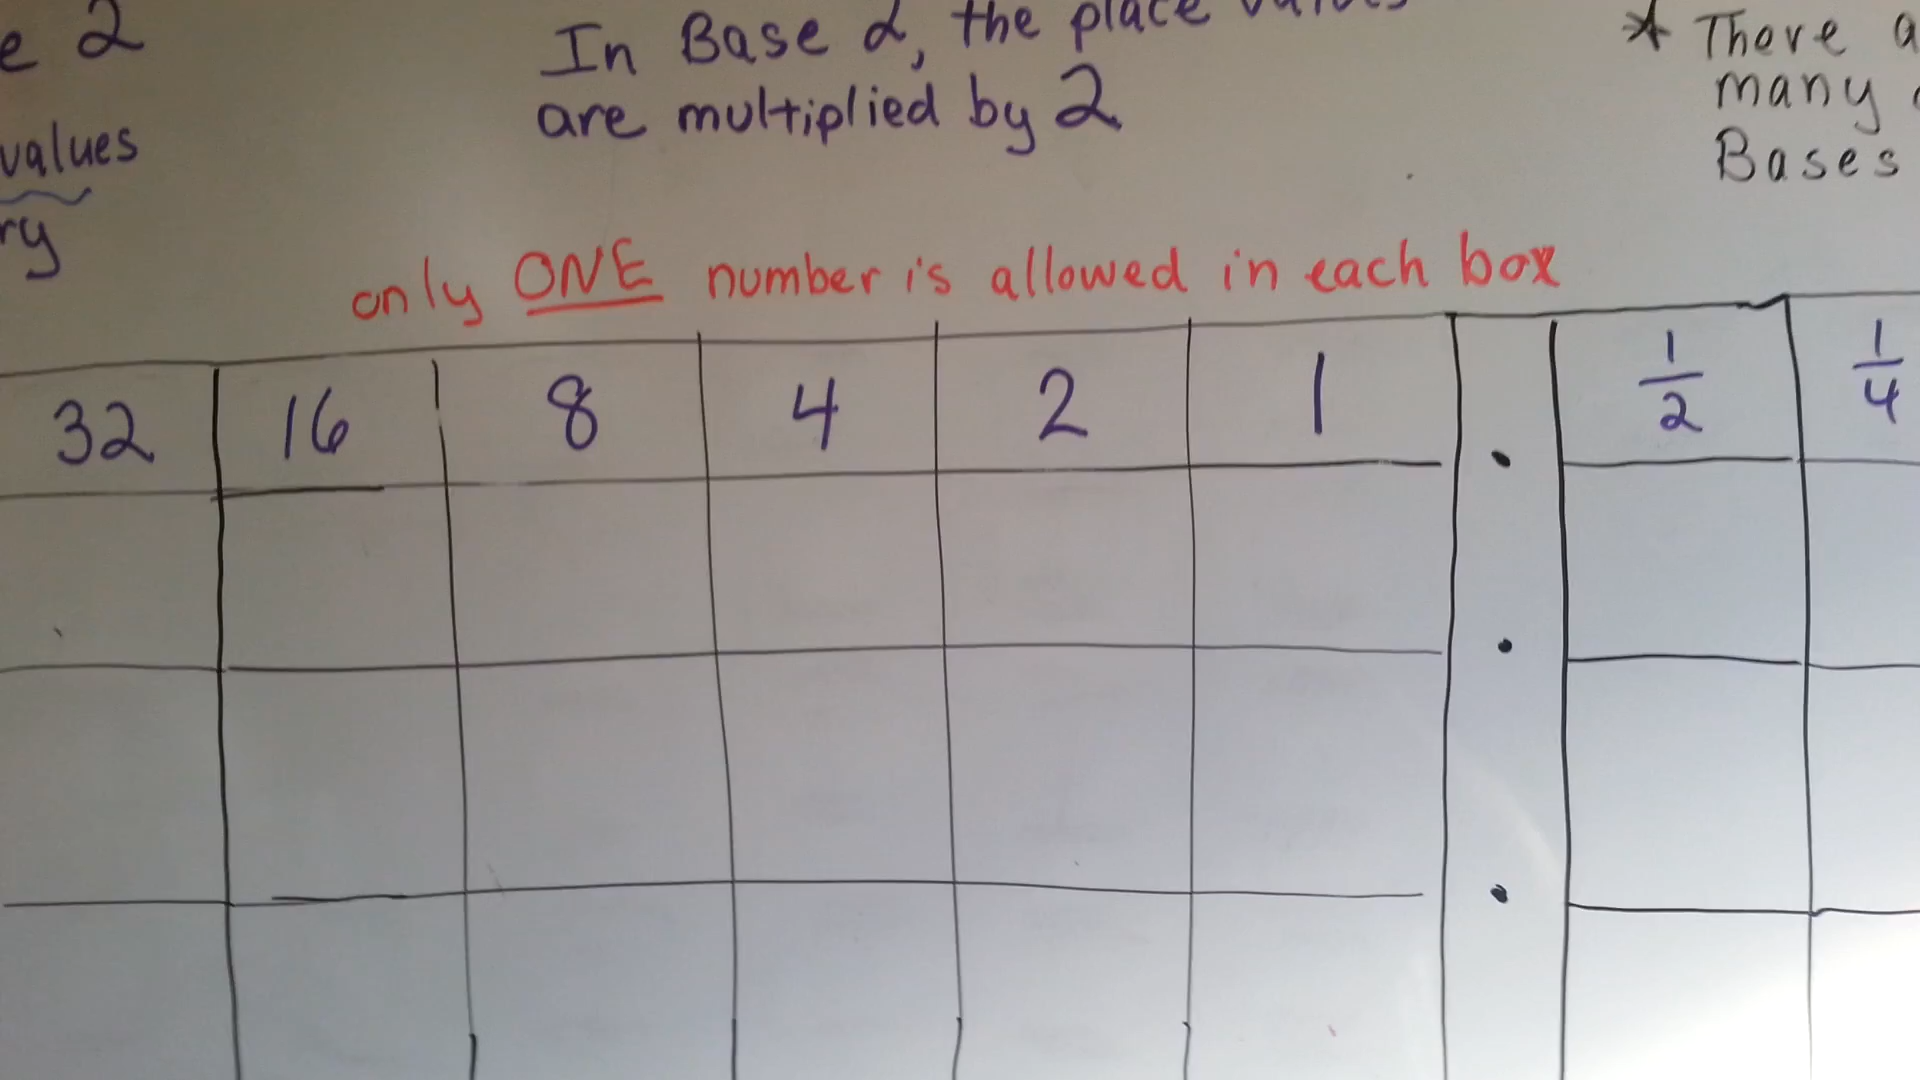 e 2
In Base 2, the place values
are multiplied by 2
* There a
many
Bases
values
ry
only ONE number is allowed in each box
32 16 8 4 2 1 . 1/2 1/4
.
.